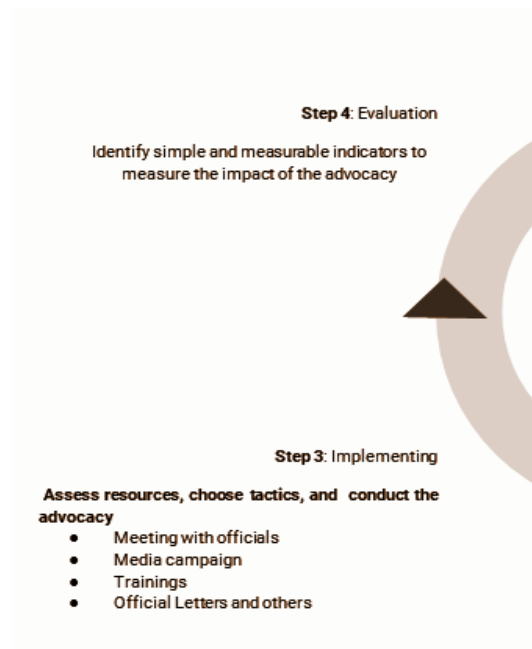 Step 4: Evaluation
Identify simple and measurable indicators to
measure the impact of the advocacy
Step 3: Implementing
Assess resources, choose tactics, and conduct the
advocacy
● Meeting with officials
● Media campaign
● Trainings
● Official Letters and others